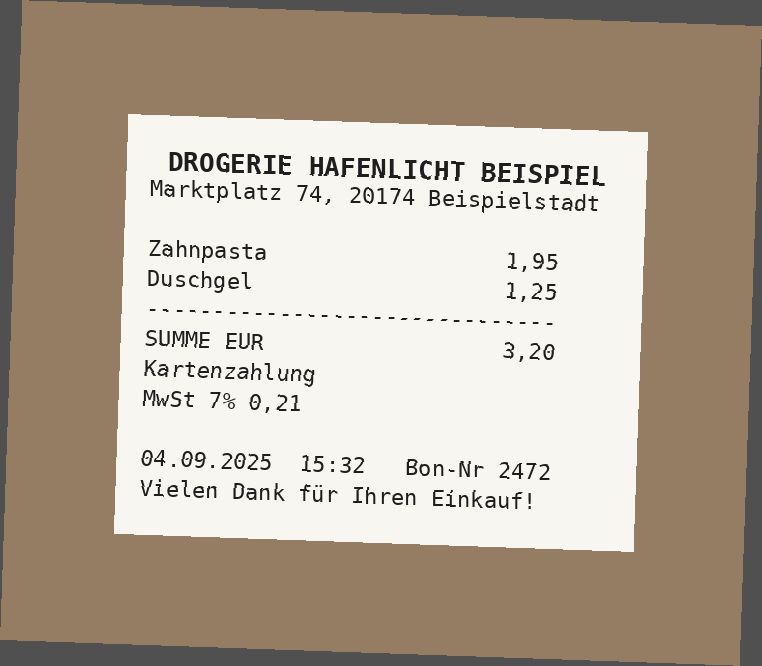 DROGERIE HAFENLICHT BEISPIEL
Marktplatz 74, 20174 Beispielstadt
Zahnpasta 1,95
Duschgel 1,25
-------------------------------
SUMME EUR 3,20
Kartenzahlung
MwSt 7% 0,21
04.09.2025 15:32 Bon-Nr 2472
Vielen Dank für Ihren Einkauf!